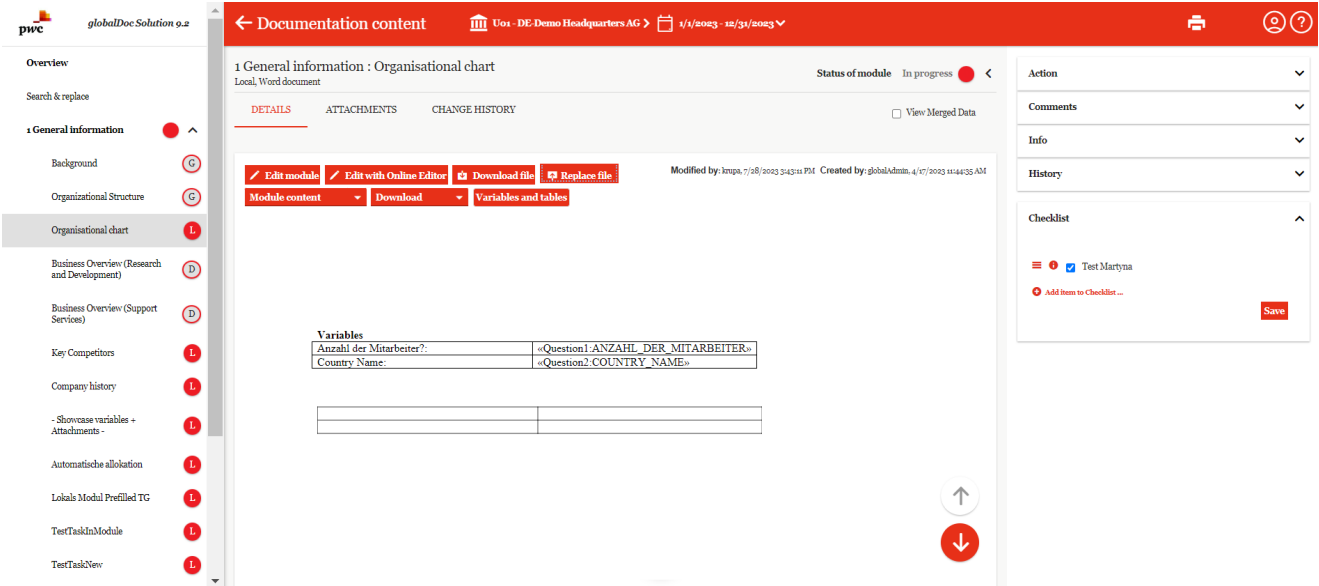 pwc
globalDoc Solution 9.2
Documentation content
U01 - DE-Demo Headquarters AG
1/1/2023 - 12/31/2023
?
Overview
Search & replace
1 General information
Background
G
Organizational Structure
G
Organisational chart
L
Business Overview (Research
and Development)
D
Business Overview (Support
Services)
D
Key Competitors
L
Company history
L
- Showcase variables +
Attachments -
L
Automatische allokation
L
Lokals Modul Prefilled TG
L
TestTaskInModule
L
TestTaskNew
L
1 General information : Organisational chart
Local, Word document
Status of module In progress
DETAILS ATTACHMENTS CHANGE HISTORY
View Merged Data
Edit module Edit with Online Editor Download file Replace file
Modified by: krupa, 7/28/2023 3:43:11 PM Created by: globalAdmin, 4/17/2023 11:44:35 AM
Module content Download Variables and tables
Variables
Anzahl der Mitarbeiter?: «Question1:ANZAHL_DER_MITARBEITER»
Country Name: «Question2:COUNTRY_NAME»
Action
Comments
Info
History
Checklist
Test Martyna
Add item to Checklist ...
Save